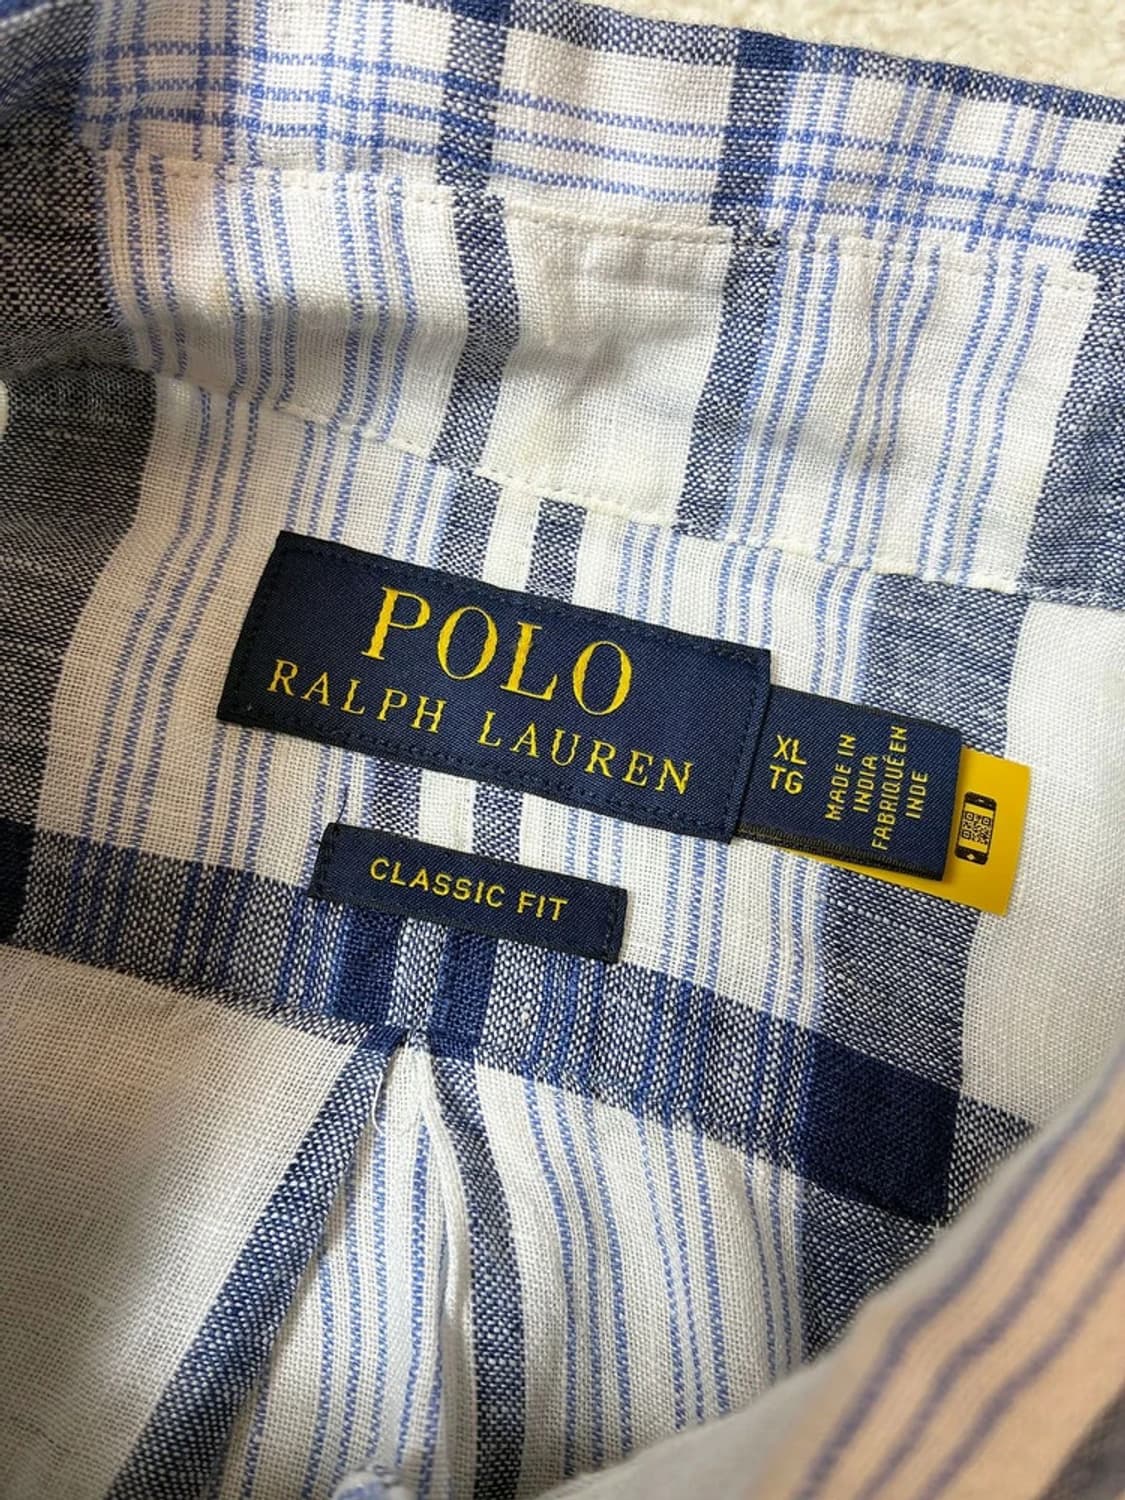 POLO
RALPH LAUREN
XL
TG
MADE IN
INDIA
FABRIQUÉ EN
INDE
CLASSIC FIT